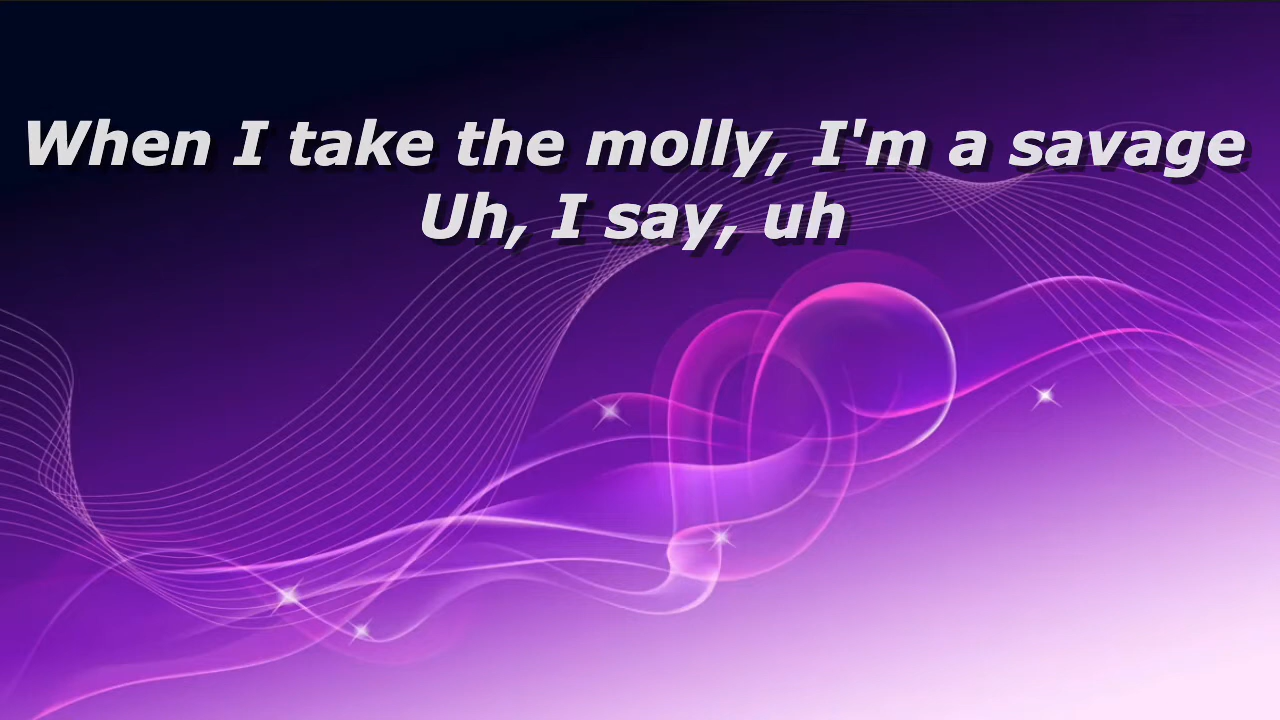 When I take the molly, I'm a savage
Uh, I say, uh